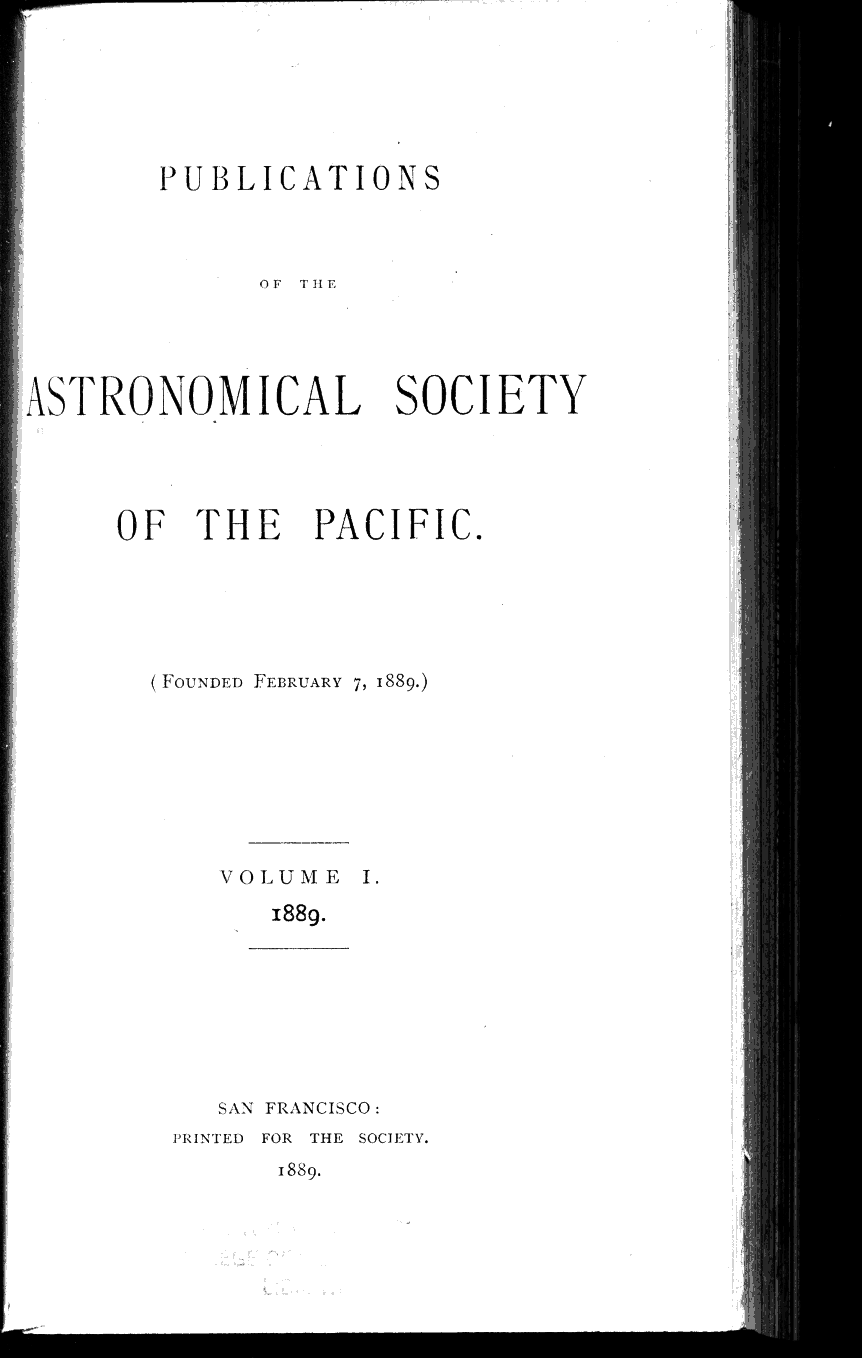 PUBLICATIONS
OF THE
ASTRONOMICAL SOCIETY
OF THE PACIFIC.
(FOUNDED FEBRUARY 7, 1889.)
VOLUME I.
1889.
SAN FRANCISCO:
PRINTED FOR THE SOCIETY.
1889.